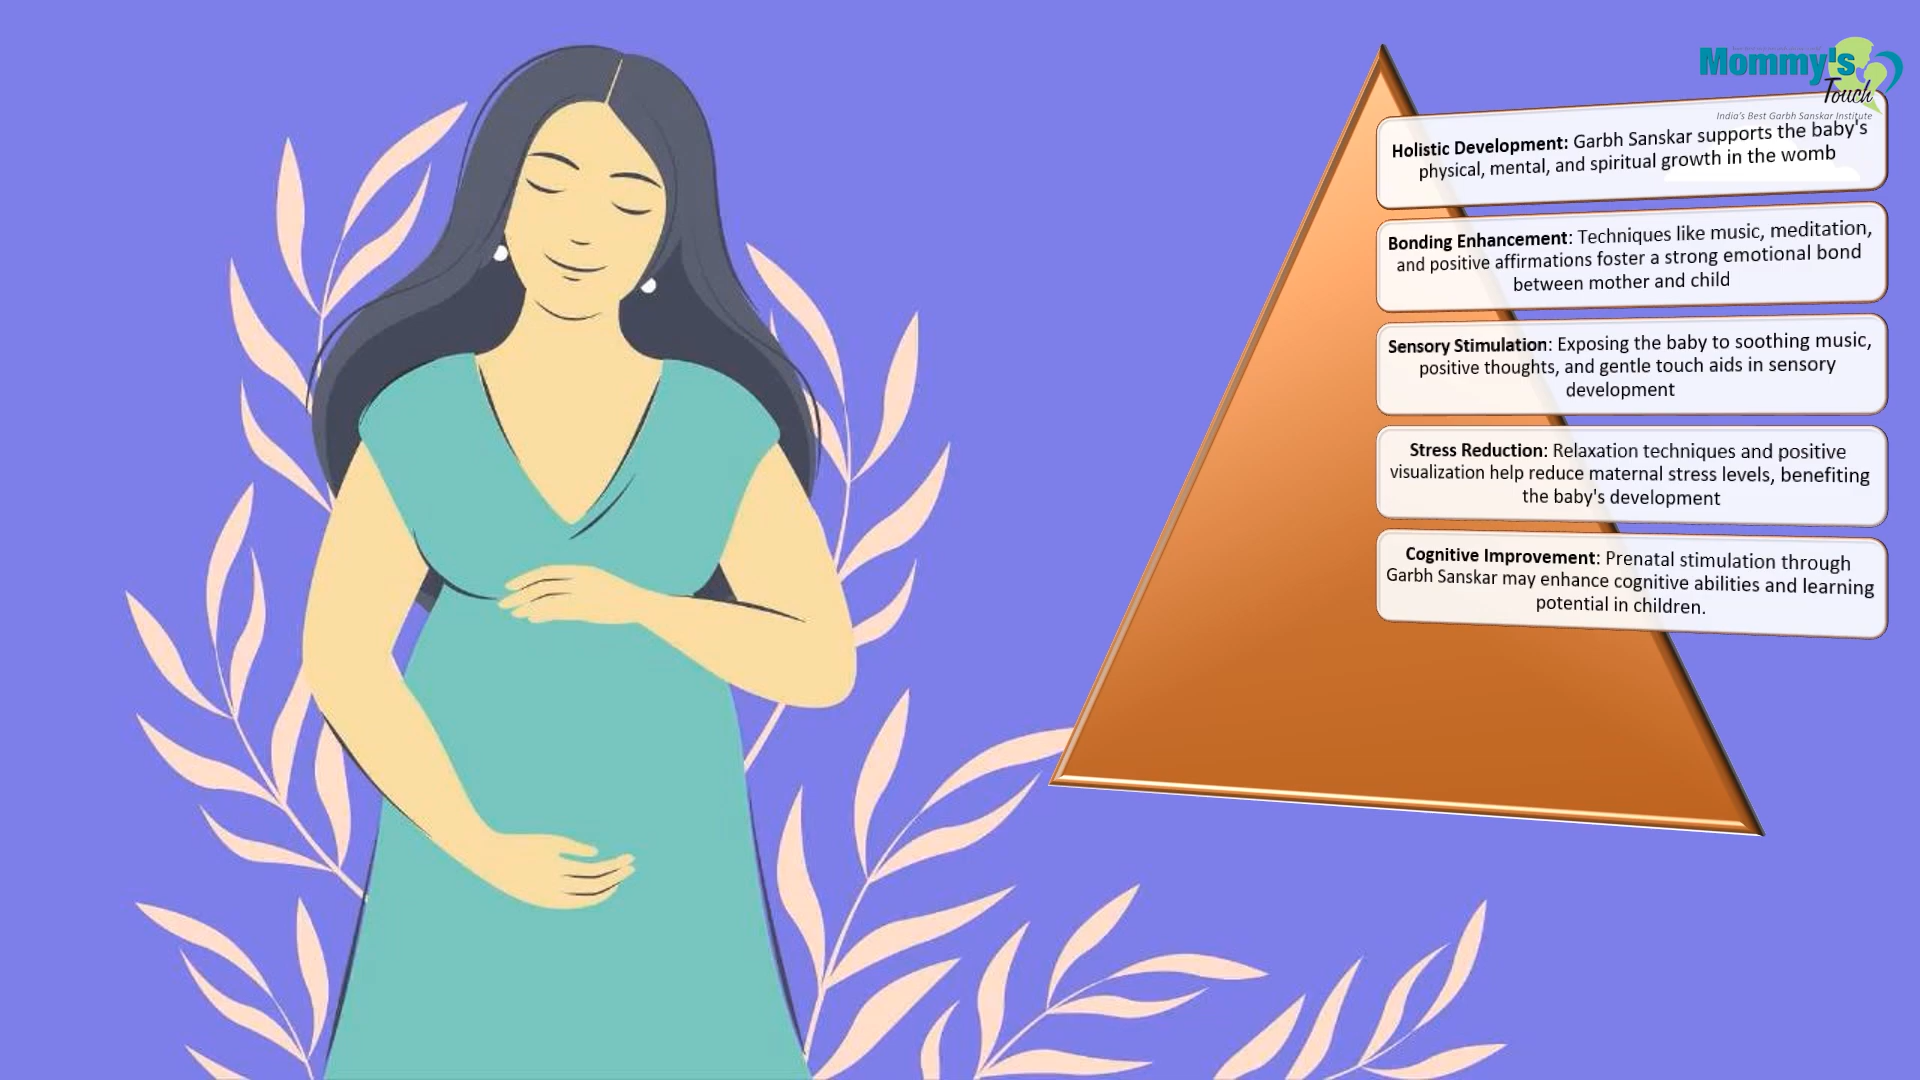 Mommy's
Touch
India's Best Garbh Sanskar Institute
Holistic Development: Garbh Sanskar supports the baby's
physical, mental, and spiritual growth in the womb
Bonding Enhancement: Techniques like music, meditation,
and positive affirmations foster a strong emotional bond
between mother and child
Sensory Stimulation: Exposing the baby to soothing music,
positive thoughts, and gentle touch aids in sensory
development
Stress Reduction: Relaxation techniques and positive
visualization help reduce maternal stress levels, benefiting
the baby's development
Cognitive Improvement: Prenatal stimulation through
Garbh Sanskar may enhance cognitive abilities and learning
potential in children.